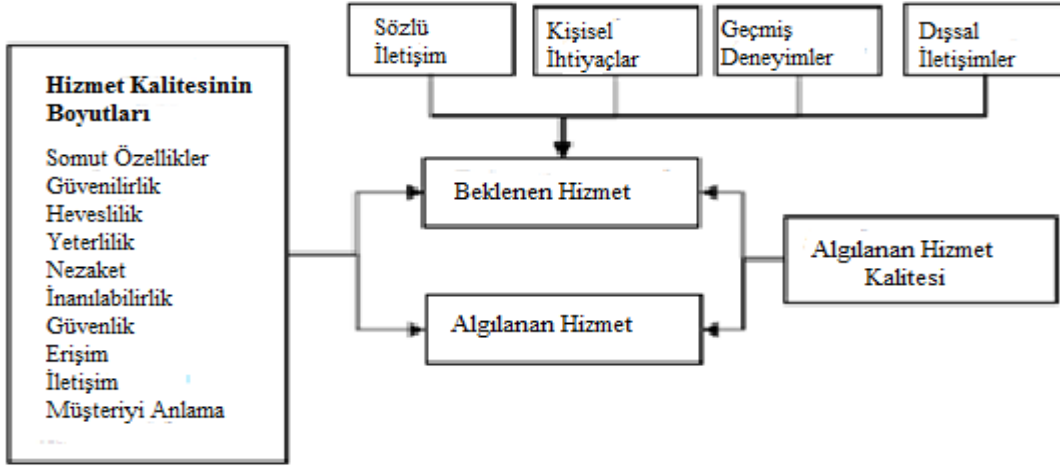 Sözlü
İletişim
Kişisel
İhtiyaçlar
Geçmiş
Deneyimler
Dışsal
İletişimler
Hizmet Kalitesinin
Boyutları
Somut Özellikler
Güvenilirlik
Heveslilik
Yeterlilik
Nezaket
İnanılabilirlik
Güvenlik
Erişim
İletişim
Müşteriyi Anlama
Beklenen Hizmet
Algılanan Hizmet
Algılanan Hizmet
Kalitesi